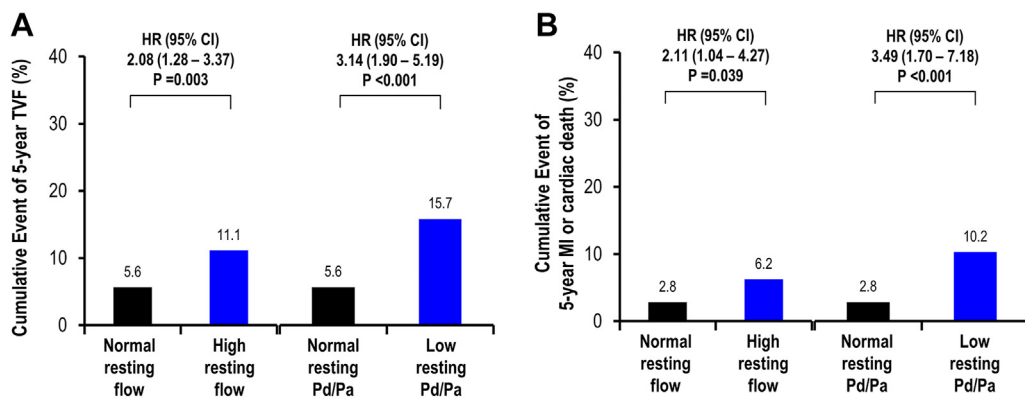 A
Cumulative Event of 5-year TVF (%)
40
30
20
10
0
HR (95% CI)
2.08 (1.28 – 3.37)
P =0.003
HR (95% CI)
3.14 (1.90 – 5.19)
P <0.001
5.6
11.1
5.6
15.7
Normal
resting
flow
High
resting
flow
Normal
resting
Pd/Pa
Low
resting
Pd/Pa
B
Cumulative Event of
5-year MI or cardiac death (%)
40
30
20
10
0
HR (95% CI)
2.11 (1.04 – 4.27)
P =0.039
HR (95% CI)
3.49 (1.70 – 7.18)
P <0.001
2.8
6.2
2.8
10.2
Normal
resting
flow
High
resting
flow
Normal
resting
Pd/Pa
Low
resting
Pd/Pa